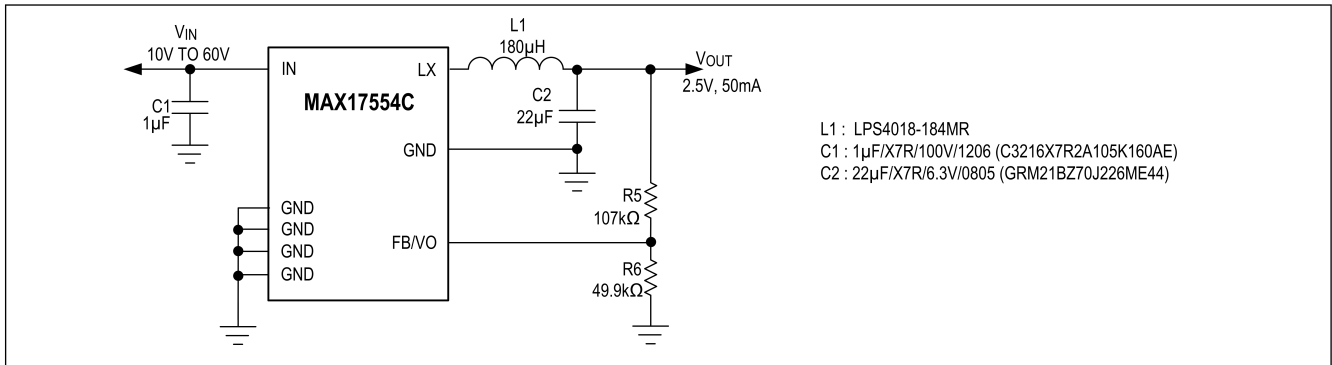 VIN
10V TO 60V
C1
1µF
IN
LX
MAX17554C
GND
GND
GND
GND
GND
FB/VO
L1
180µH
C2
22µF
VOUT
2.5V, 50mA
R5
107kΩ
R6
49.9kΩ
L1 : LPS4018-184MR
C1 : 1µF/X7R/100V/1206 (C3216X7R2A105K160AE)
C2 : 22µF/X7R/6.3V/0805 (GRM21BZ70J226ME44)